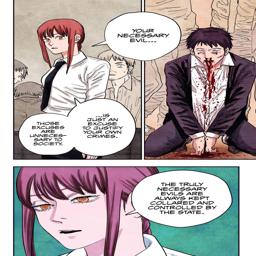 YOUR
NECESSARY
EVIL...
...IS
JUST AN
EXCUSE
TO JUSTIFY
YOUR OWN
CRIMES.
THOSE
EXCUSES
ARE
UNNECES-
SARY TO
SOCIETY.
THE TRULY
NECESSARY
EVILS ARE
ALWAYS KEPT
COLLARED AND
CONTROLLED
BY THE
STATE.